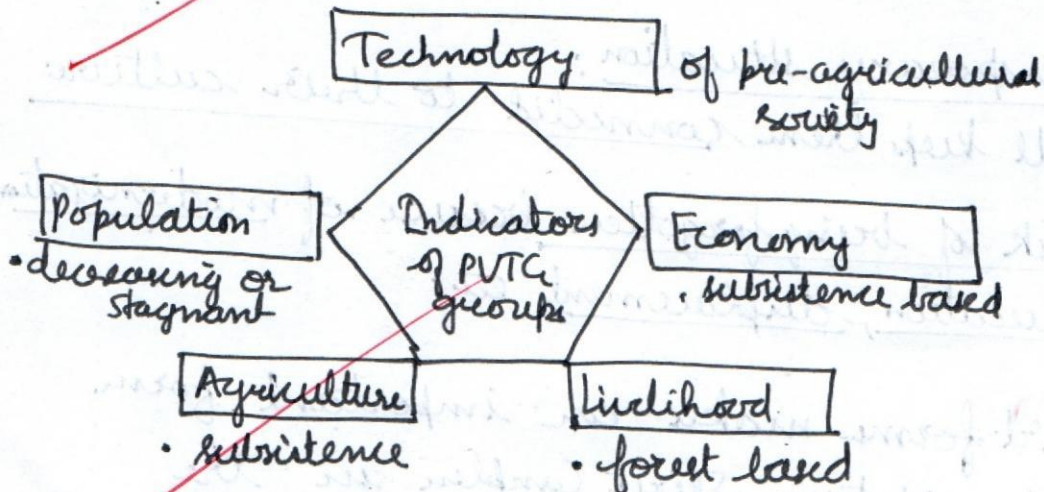 Technology
of pre-agricultural
society
Population
• decreasing or
stagnant
Indicators
of PVTG
groups
Economy
• subsistence based
Agriculture
• subsistence
Livlihood
• forest based